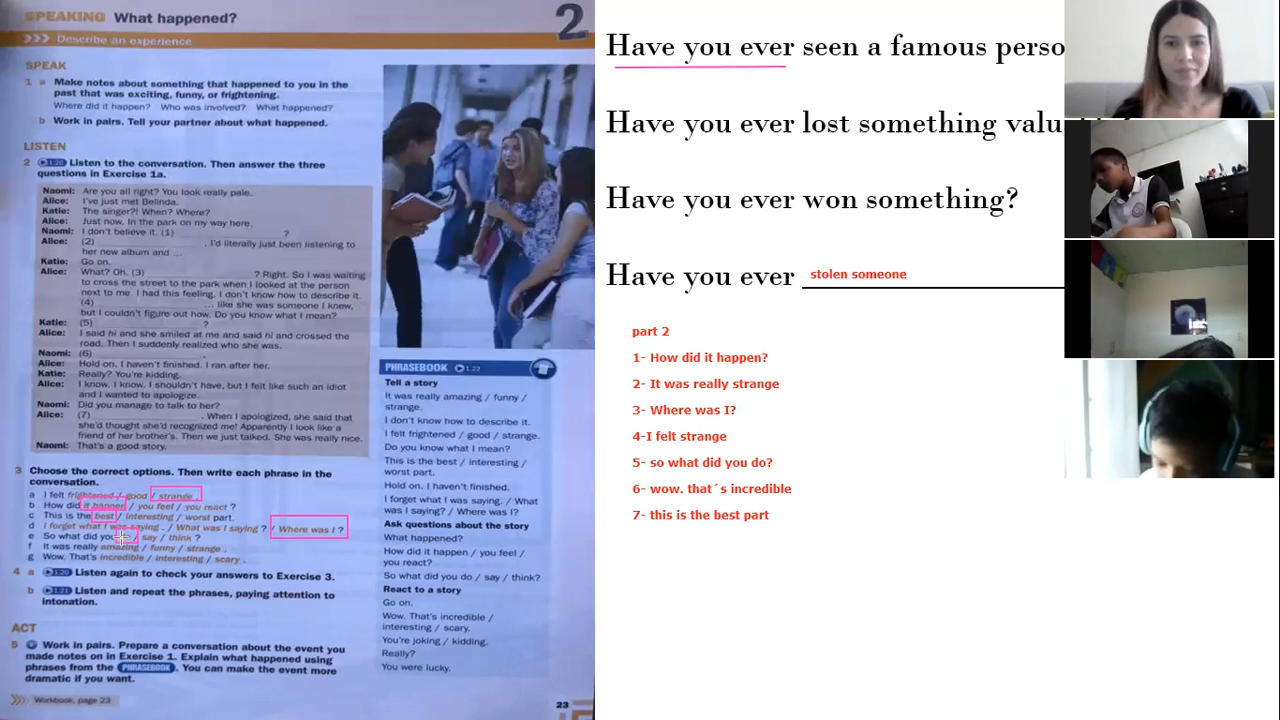 SPEAKING What happened?
2
>>> Describe an experience
SPEAK
1 a Make notes about something that happened to you in the
past that was exciting, funny, or frightening.
Where did it happen? Who was involved? What happened?
b Work in pairs. Tell your partner about what happened.
LISTEN
2 1.20 Listen to the conversation. Then answer the three
questions in Exercise 1a.
Naomi: Are you all right? You look really pale.
Alice: I've just met Belinda.
Katie: The singer?! When? Where?
Alice: Just now. In the park on my way here.
Naomi: I don't believe it. (1) ?
Alice: (2) . I'd literally just been listening to
her new album and ...
Katie: Go on.
Alice: What? Oh, (3) ? Right. So I was waiting
to cross the street to the park when I looked at the person
next to me. I had this feeling. I don't know how to describe it.
(4) ... like she was someone I knew,
but I couldn't figure out how. Do you know what I mean?
Katie: (5) ?
Alice: I said hi and she smiled at me and said hi and crossed the
road. Then I suddenly realized who she was.
Naomi: (6) .
Alice: Hold on. I haven't finished. I ran after her.
Katie: Really? You're kidding.
Alice: I know, I know. I shouldn't have, but I felt like such an idiot
and I wanted to apologize.
Naomi: Did you manage to talk to her?
Alice: (7) . When I apologized, she said that
she'd thought she'd recognized me! Apparently I look like a
friend of her brother's. Then we just talked. She was really nice.
Naomi: That's a good story.
3 Choose the correct options. Then write each phrase in the
conversation.
a I felt frightened / good / strange .
b How did it happen / you feel / you react ?
c This is the best / interesting / worst part.
d I forget what I was saying . / What was I saying ? / Where was I ?
e So what did you / say / think ?
f It was really amazing / funny / strange .
g Wow. That's incredible / interesting / scary .
4 a 1.20 Listen again to check your answers to Exercise 3.
b 1.21 Listen and repeat the phrases, paying attention to
intonation.
ACT
5 Work in pairs. Prepare a conversation about the event you
made notes on in Exercise 1. Explain what happened using
phrases from the PHRASEBOOK . You can make the event more
dramatic if you want.
>>> Workbook, page 23
PHRASEBOOK 1.22
Tell a story
It was really amazing / funny /
strange.
I don't know how to describe it.
I felt frightened / good / strange.
Do you know what I mean?
This is the best / interesting /
worst part.
Hold on. I haven't finished.
I forget what I was saying. / What
was I saying? / Where was I?
Ask questions about the story
What happened?
How did it happen / you feel /
you react?
So what did you do / say / think?
React to a story
Go on.
Wow. That's incredible /
interesting / scary.
You're joking / kidding.
Really?
You were lucky.
23
Have you ever seen a famous perso
Have you ever lost something valu
Have you ever won something?
Have you ever stolen someone
part 2
1- How did it happen?
2- It was really strange
3- Where was I?
4-I felt strange
5- so what did you do?
6- wow. that´s incredible
7- this is the best part